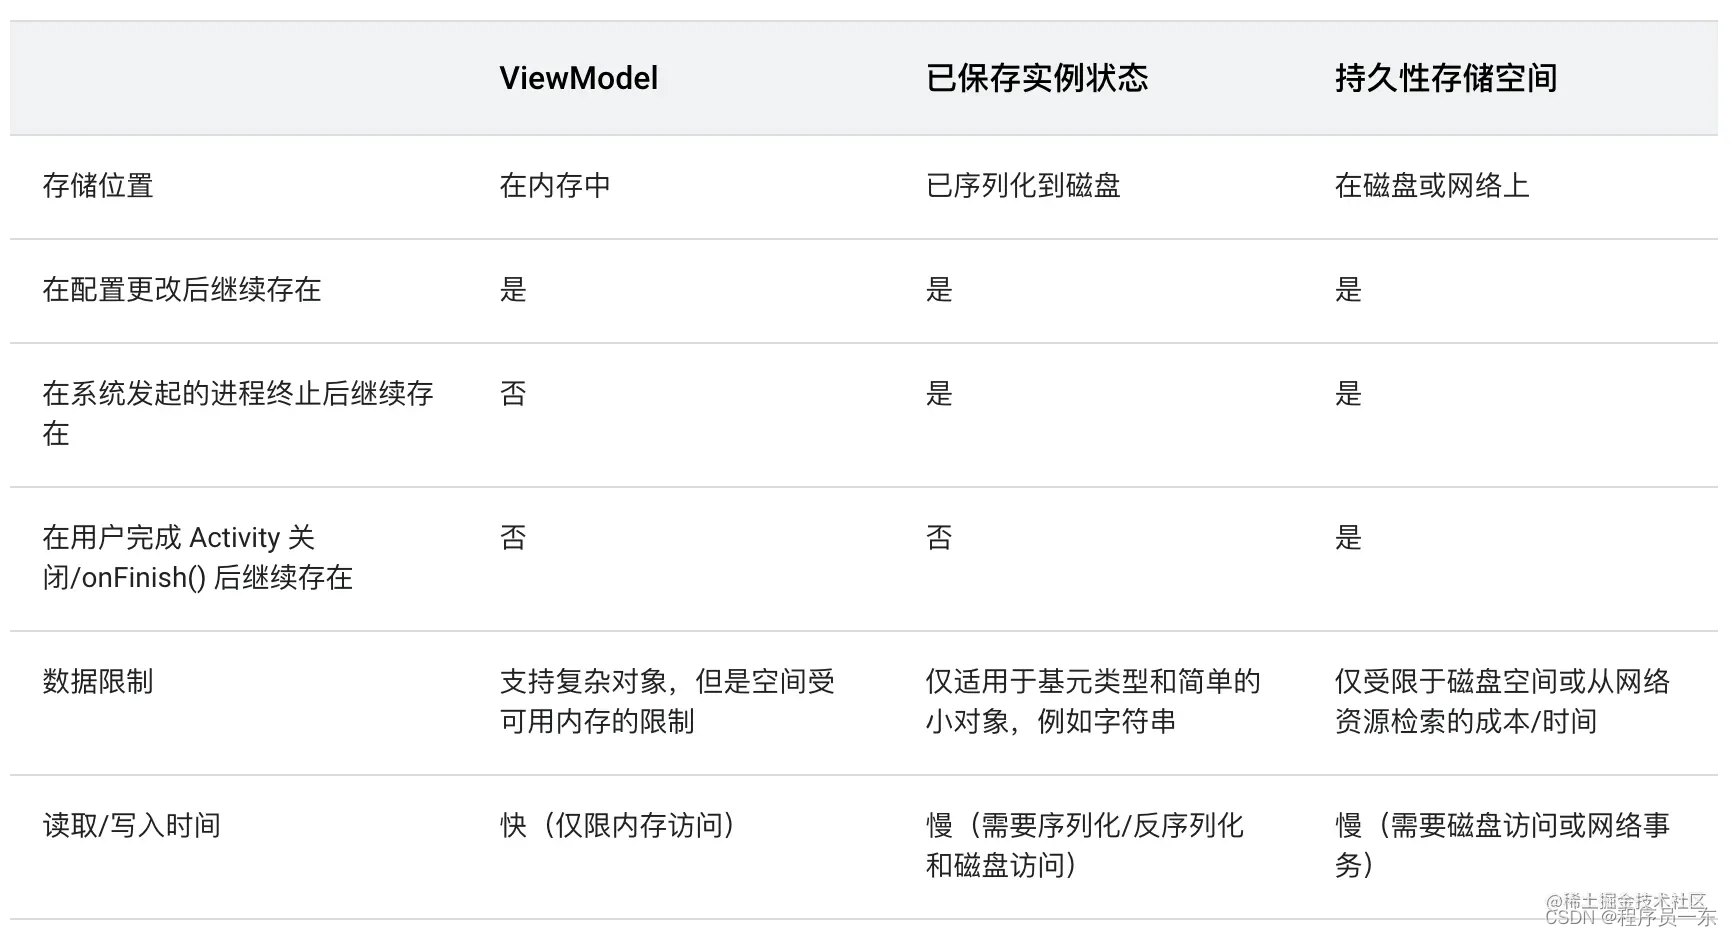 ViewModel 已保存实例状态 持久性存储空间
存储位置 在内存中 已序列化到磁盘 在磁盘或网络上
在配置更改后继续存在 是 是 是
在系统发起的进程终止后继续存 否 是 是
在
在用户完成 Activity 关 否 否 是
闭/onFinish() 后继续存在
数据限制 支持复杂对象，但是空间受 仅适用于基元类型和简单的 仅受限于磁盘空间或从网络
可用内存的限制 小对象，例如字符串 资源检索的成本/时间
读取/写入时间 快（仅限内存访问） 慢（需要序列化/反序列化 慢（需要磁盘访问或网络事
和磁盘访问） 务）
@稀土掘金技术社区
CSDN @程序员一东